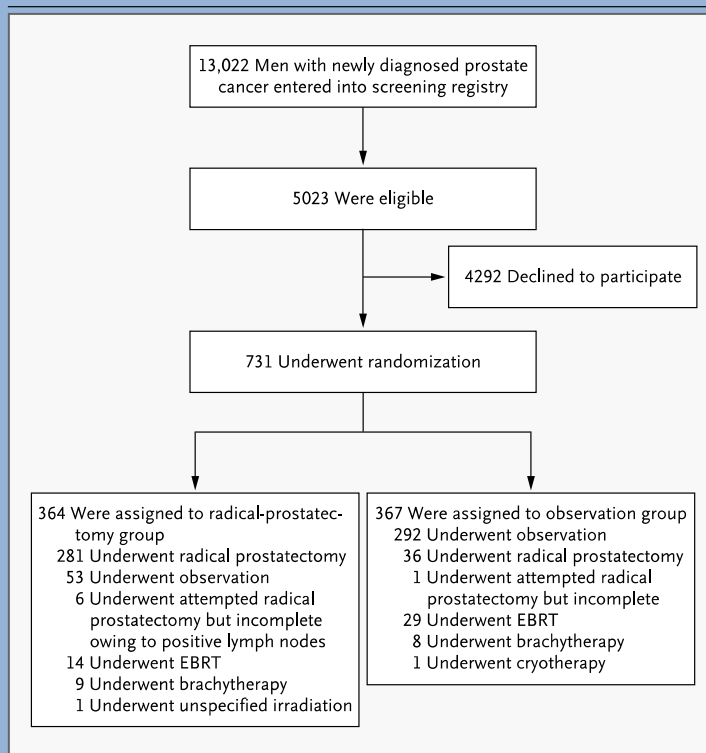 13,022 Men with newly diagnosed prostate
cancer entered into screening registry
5023 Were eligible
4292 Declined to participate
731 Underwent randomization
364 Were assigned to radical-prostatec-
tomy group
281 Underwent radical prostatectomy
53 Underwent observation
6 Underwent attempted radical
prostatectomy but incomplete
owing to positive lymph nodes
14 Underwent EBRT
9 Underwent brachytherapy
1 Underwent unspecified irradiation
367 Were assigned to observation group
292 Underwent observation
36 Underwent radical prostatectomy
1 Underwent attempted radical
prostatectomy but incomplete
29 Underwent EBRT
8 Underwent brachytherapy
1 Underwent cryotherapy